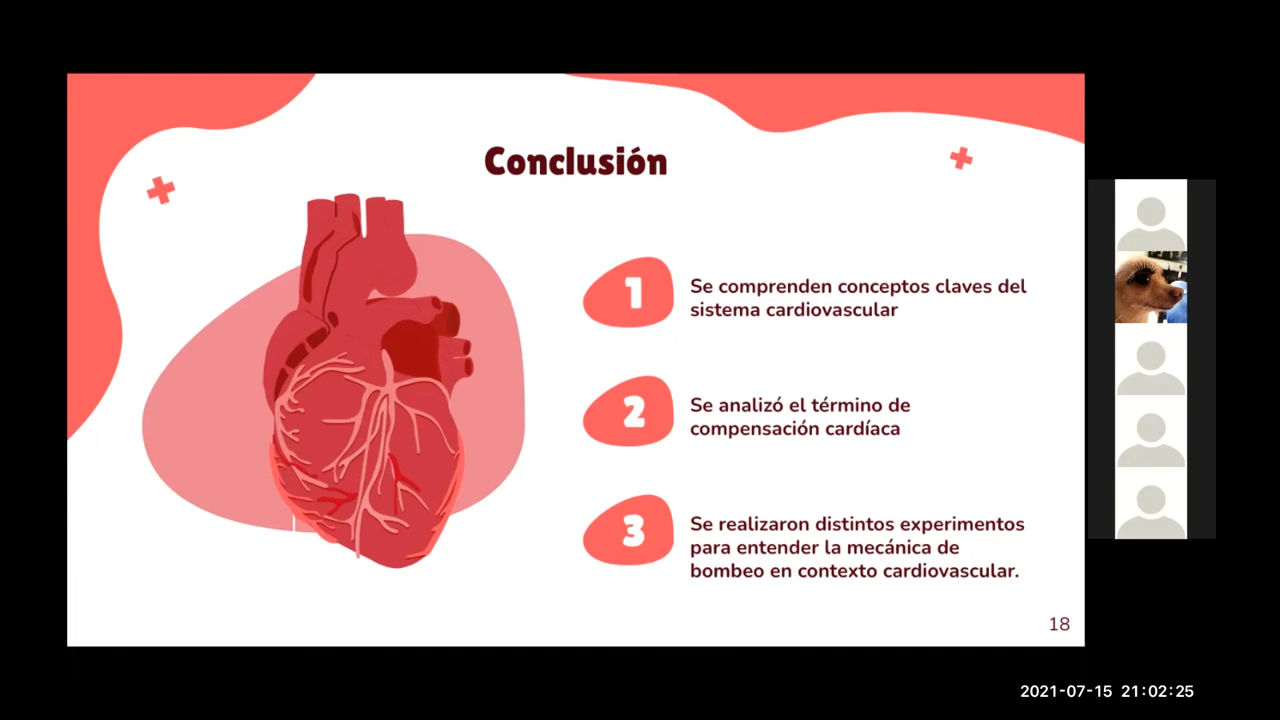 Conclusión
1
Se comprenden conceptos claves del
sistema cardiovascular
2
Se analizó el término de
compensación cardíaca
3
Se realizaron distintos experimentos
para entender la mecánica de
bombeo en contexto cardiovascular.
18
2021-07-15 21:02:25